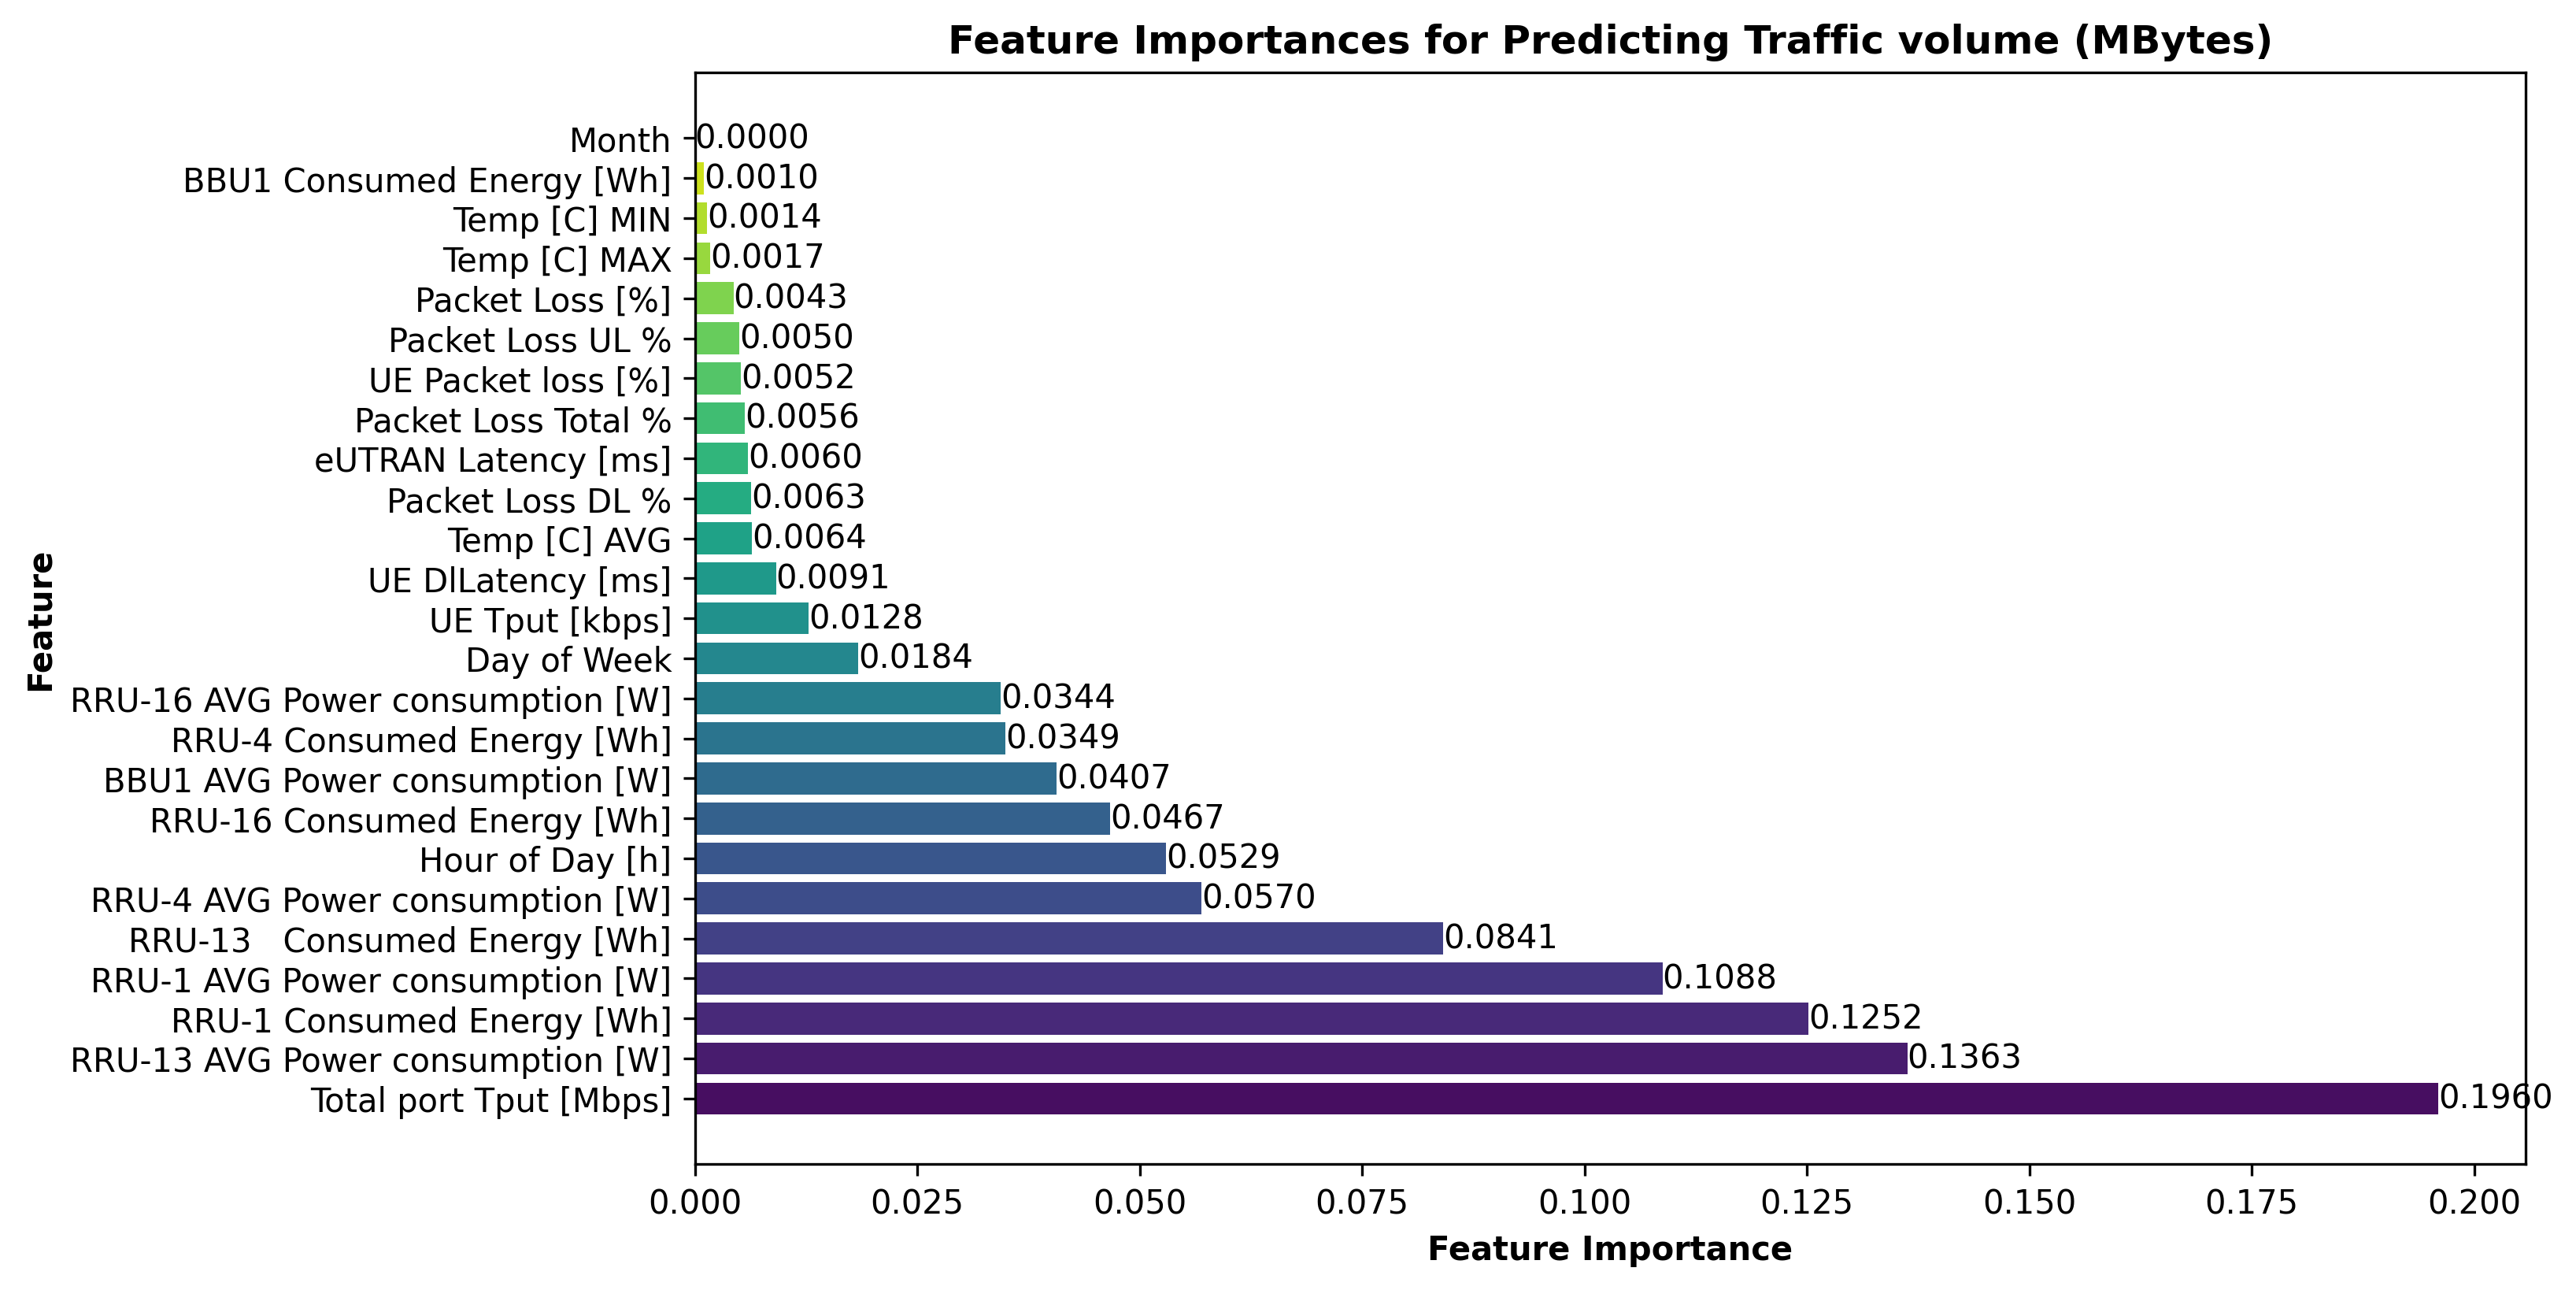 Feature Importances for Predicting Traffic volume (MBytes)
Month 0.0000
BBU1 Consumed Energy [Wh] 0.0010
Temp [C] MIN 0.0014
Temp [C] MAX 0.0017
Packet Loss [%] 0.0043
Packet Loss UL % 0.0050
UE Packet loss [%] 0.0052
Packet Loss Total % 0.0056
eUTRAN Latency [ms] 0.0060
Packet Loss DL % 0.0063
Temp [C] AVG 0.0064
UE DlLatency [ms] 0.0091
UE Tput [kbps] 0.0128
Day of Week 0.0184
RRU-16 AVG Power consumption [W] 0.0344
RRU-4 Consumed Energy [Wh] 0.0349
BBU1 AVG Power consumption [W] 0.0407
RRU-16 Consumed Energy [Wh] 0.0467
Hour of Day [h] 0.0529
RRU-4 AVG Power consumption [W] 0.0570
RRU-13   Consumed Energy [Wh] 0.0841
RRU-1 AVG Power consumption [W] 0.1088
RRU-1 Consumed Energy [Wh] 0.1252
RRU-13 AVG Power consumption [W] 0.1363
Total port Tput [Mbps] 0.1960
Feature
0.000 0.025 0.050 0.075 0.100 0.125 0.150 0.175 0.200
Feature Importance